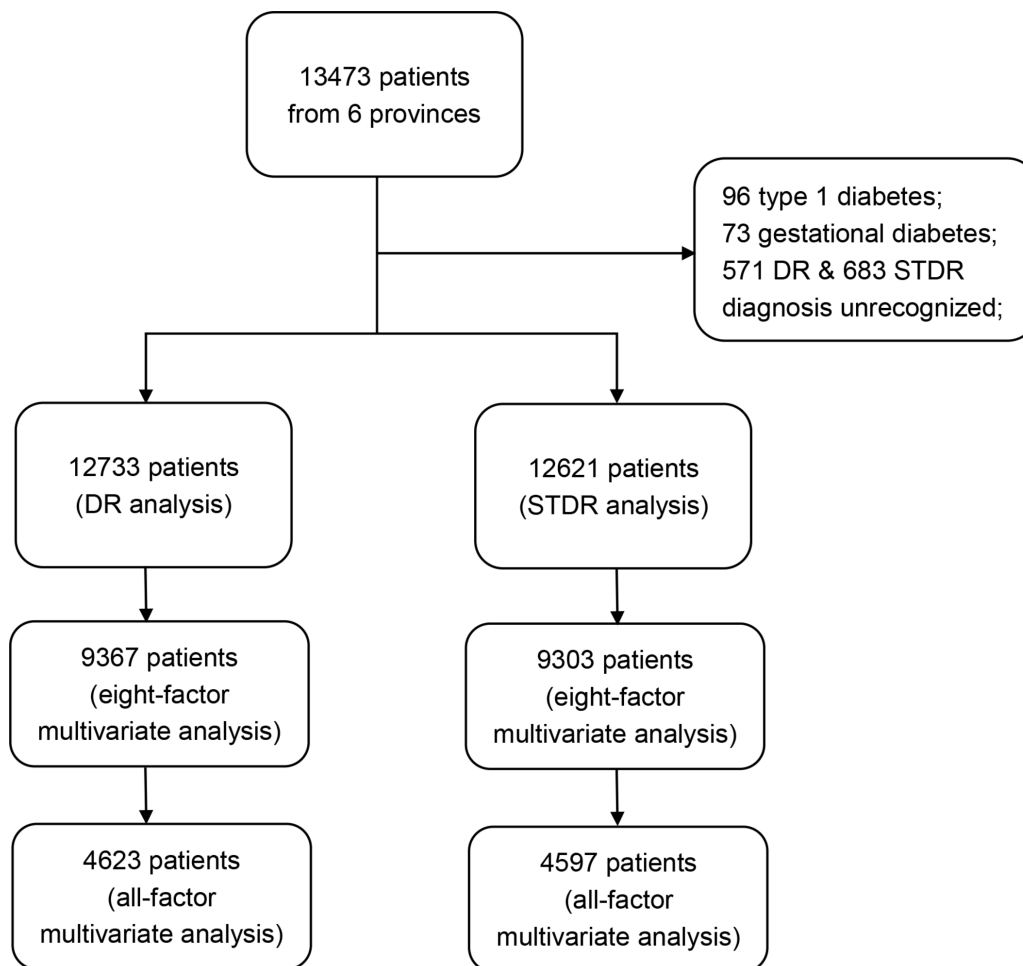 13473 patients
from 6 provinces
96 type 1 diabetes;
73 gestational diabetes;
571 DR & 683 STDR
diagnosis unrecognized;
12733 patients
(DR analysis)
12621 patients
(STDR analysis)
9367 patients
(eight-factor
multivariate analysis)
9303 patients
(eight-factor
multivariate analysis)
4623 patients
(all-factor
multivariate analysis)
4597 patients
(all-factor
multivariate analysis)